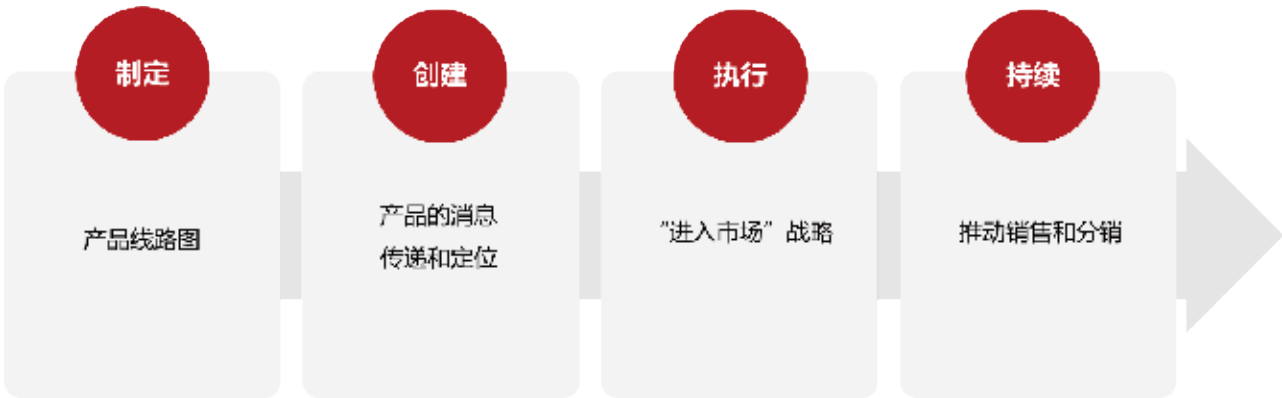 制定
产品线路图
创建
产品的消息
传递和定位
执行
“进入市场”战略
持续
推动销售和分销